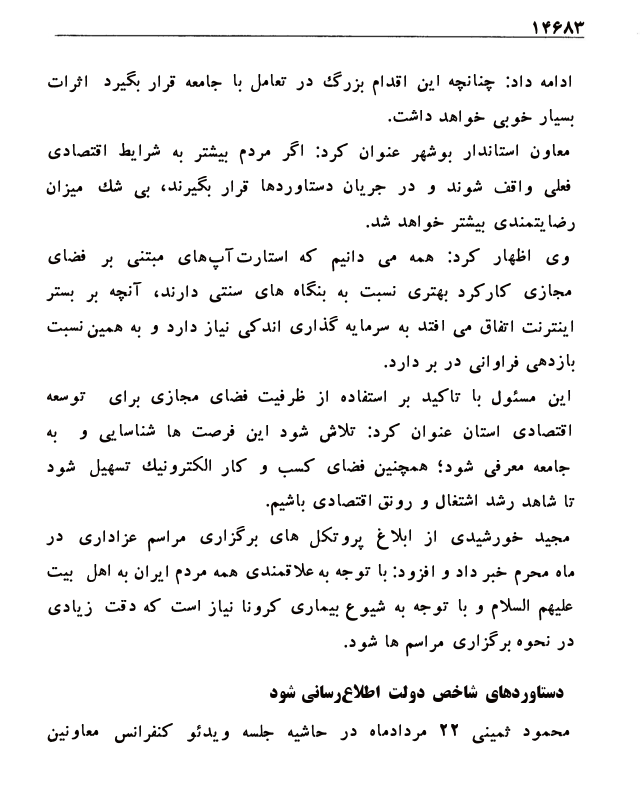 ۱۴۶۸۳
ادامه داد: چنانچه این اقدام بزرگ در تعامل با جامعه قرار بگیرد اثرات
بسیار خوبی خواهد داشت.
معاون استاندار بوشهر عنوان کرد: اگر مردم بیشتر به شرایط اقتصادی
فعلی واقف شوند و در جریان دستاوردها قرار بگیرند، بی شك میزان
رضایتمندی بیشتر خواهد شد.
وی اظهار کرد: همه می دانیم که استارت‌آپ‌های مبتنی بر فضای
مجازی کارکرد بهتری نسبت به بنگاه های سنتی دارند، آنچه بر بستر
اینترنت اتفاق می افتد به سرمایه گذاری اندکی نیاز دارد و به همین نسبت
بازدهی فراوانی در بر دارد.
این مسئول با تاکید بر استفاده از ظرفیت فضای مجازی برای توسعه
اقتصادی استان عنوان کرد: تلاش شود این فرصت ها شناسایی و به
جامعه معرفی شود؛ همچنین فضای کسب و کار الکترونیك تسهیل شود
تا شاهد رشد اشتغال و رونق اقتصادی باشیم.
مجید خورشیدی از ابلاغ پروتکل های برگزاری مراسم عزاداری در
ماه محرم خبر داد و افزود: با توجه به علاقمندی همه مردم ایران به اهل بیت
علیهم السلام و با توجه به شیوع بیماری کرونا نیاز است که دقت زیادی
در نحوه برگزاری مراسم ها شود.
دستاوردهای شاخص دولت اطلاع‌رسانی شود
محمود ثمینی ۲۲ مردادماه در حاشیه جلسه ویدئو کنفرانس معاونین